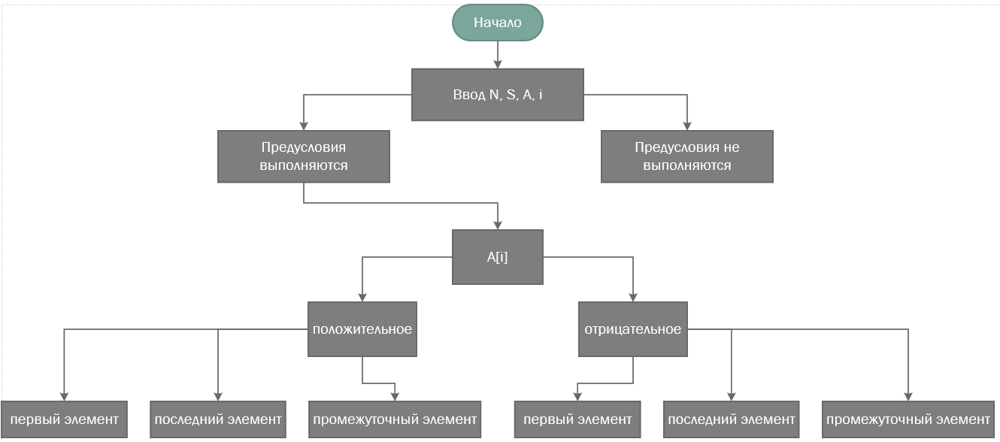 Начало
Ввод N, S, A, i
Предусловия
выполняются
Предусловия не
выполняются
A[i]
положительное
отрицательное
первый элемент
последний элемент
промежуточный элемент
первый элемент
последний элемент
промежуточный элемент